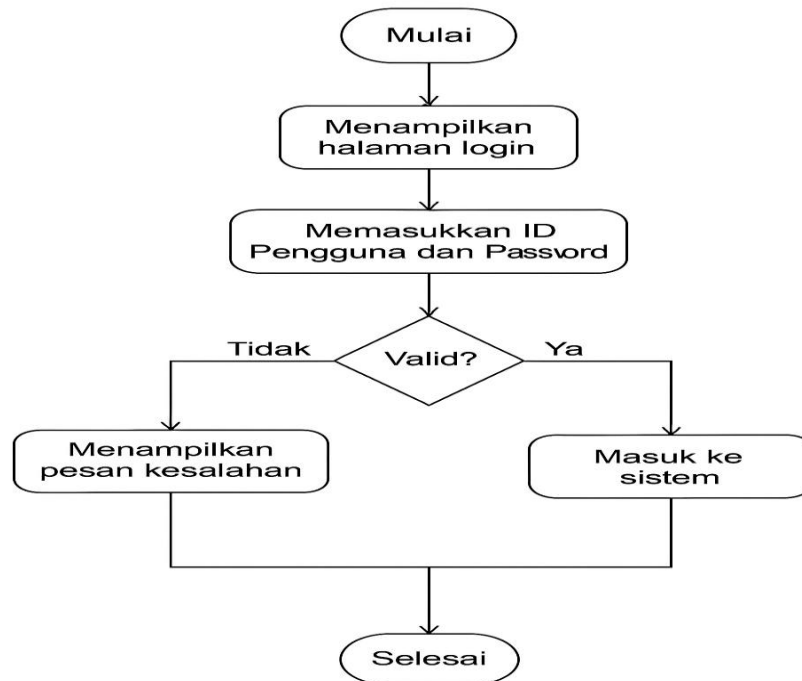 Mulai
Menampilkan
halaman login
Memasukkan ID
Pengguna dan Passvord
Valid?
Tidak
Ya
Menampilkan
pesan kesalahan
Masuk ke
sistem
Selesai